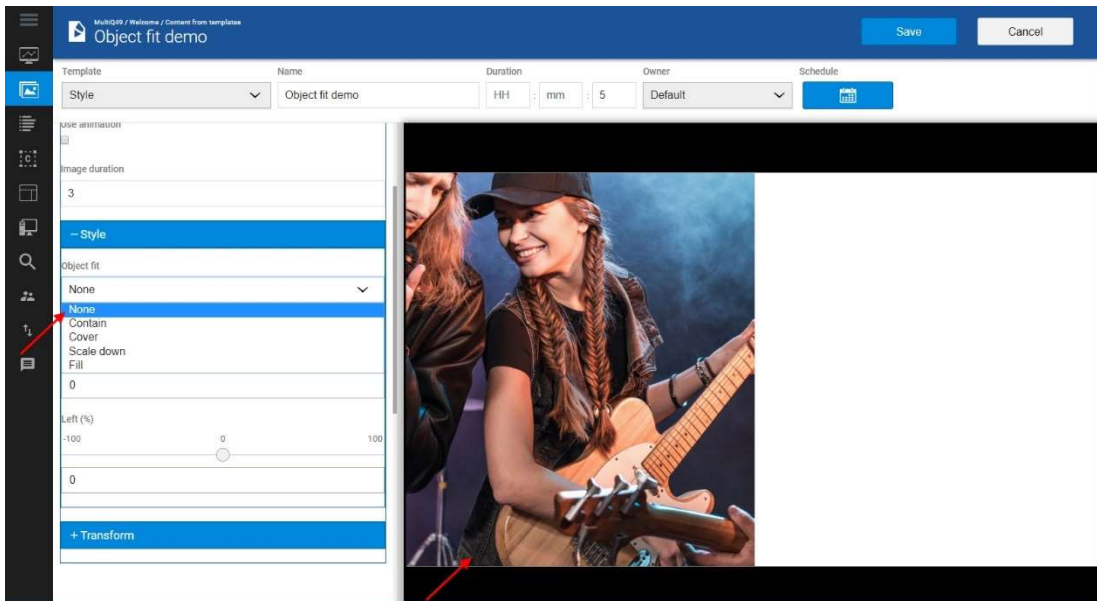 MultiQ49 / Welcome / Content from templates
Object fit demo
Save
Cancel
Template
Name
Duration
Owner
Schedule
Style
Object fit demo
HH : mm : 5
Default
Use animation
Image duration
3
– Style
Object fit
None
None
Contain
Cover
Scale down
Fill
0
Left (%)
-100 0 100
0
+ Transform